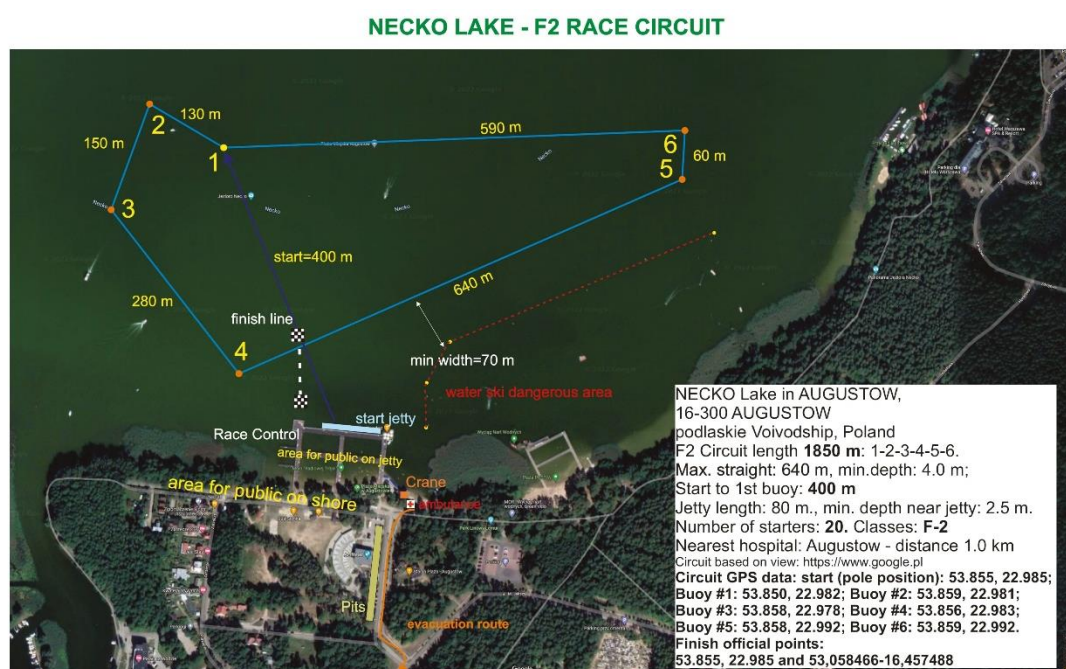 NECKO LAKE - F2 RACE CIRCUIT
130 m
2
150 m
1
590 m
6
60 m
5
Necko
3
Necko
Necko
Necko
start=400 m
640 m
280 m
finish line
4
min width=70 m
water ski dangerous area
start jetty
Race Control
area for public on jetty
area for public on shore
Crane
ambulance
Pits
evacuation route
NECKO Lake in AUGUSTOW,
16-300 AUGUSTOW
podlaskie Voivodship, Poland
F2 Circuit length 1850 m: 1-2-3-4-5-6.
Max. straight: 640 m, min.depth: 4.0 m;
Start to 1st buoy: 400 m
Jetty length: 80 m., min. depth near jetty: 2.5 m.
Number of starters: 20. Classes: F-2
Nearest hospital: Augustow - distance 1.0 km
Circuit based on view: https://www.google.pl
Circuit GPS data: start (pole position): 53.855, 22.985;
Buoy #1: 53.850, 22.982; Buoy #2: 53.859, 22.981;
Buoy #3: 53.858, 22.978; Buoy #4: 53.856, 22.983;
Buoy #5: 53.858, 22.992; Buoy #6: 53.859, 22.992.
Finish official points:
53.855, 22.985 and 53,058466-16,457488
Google